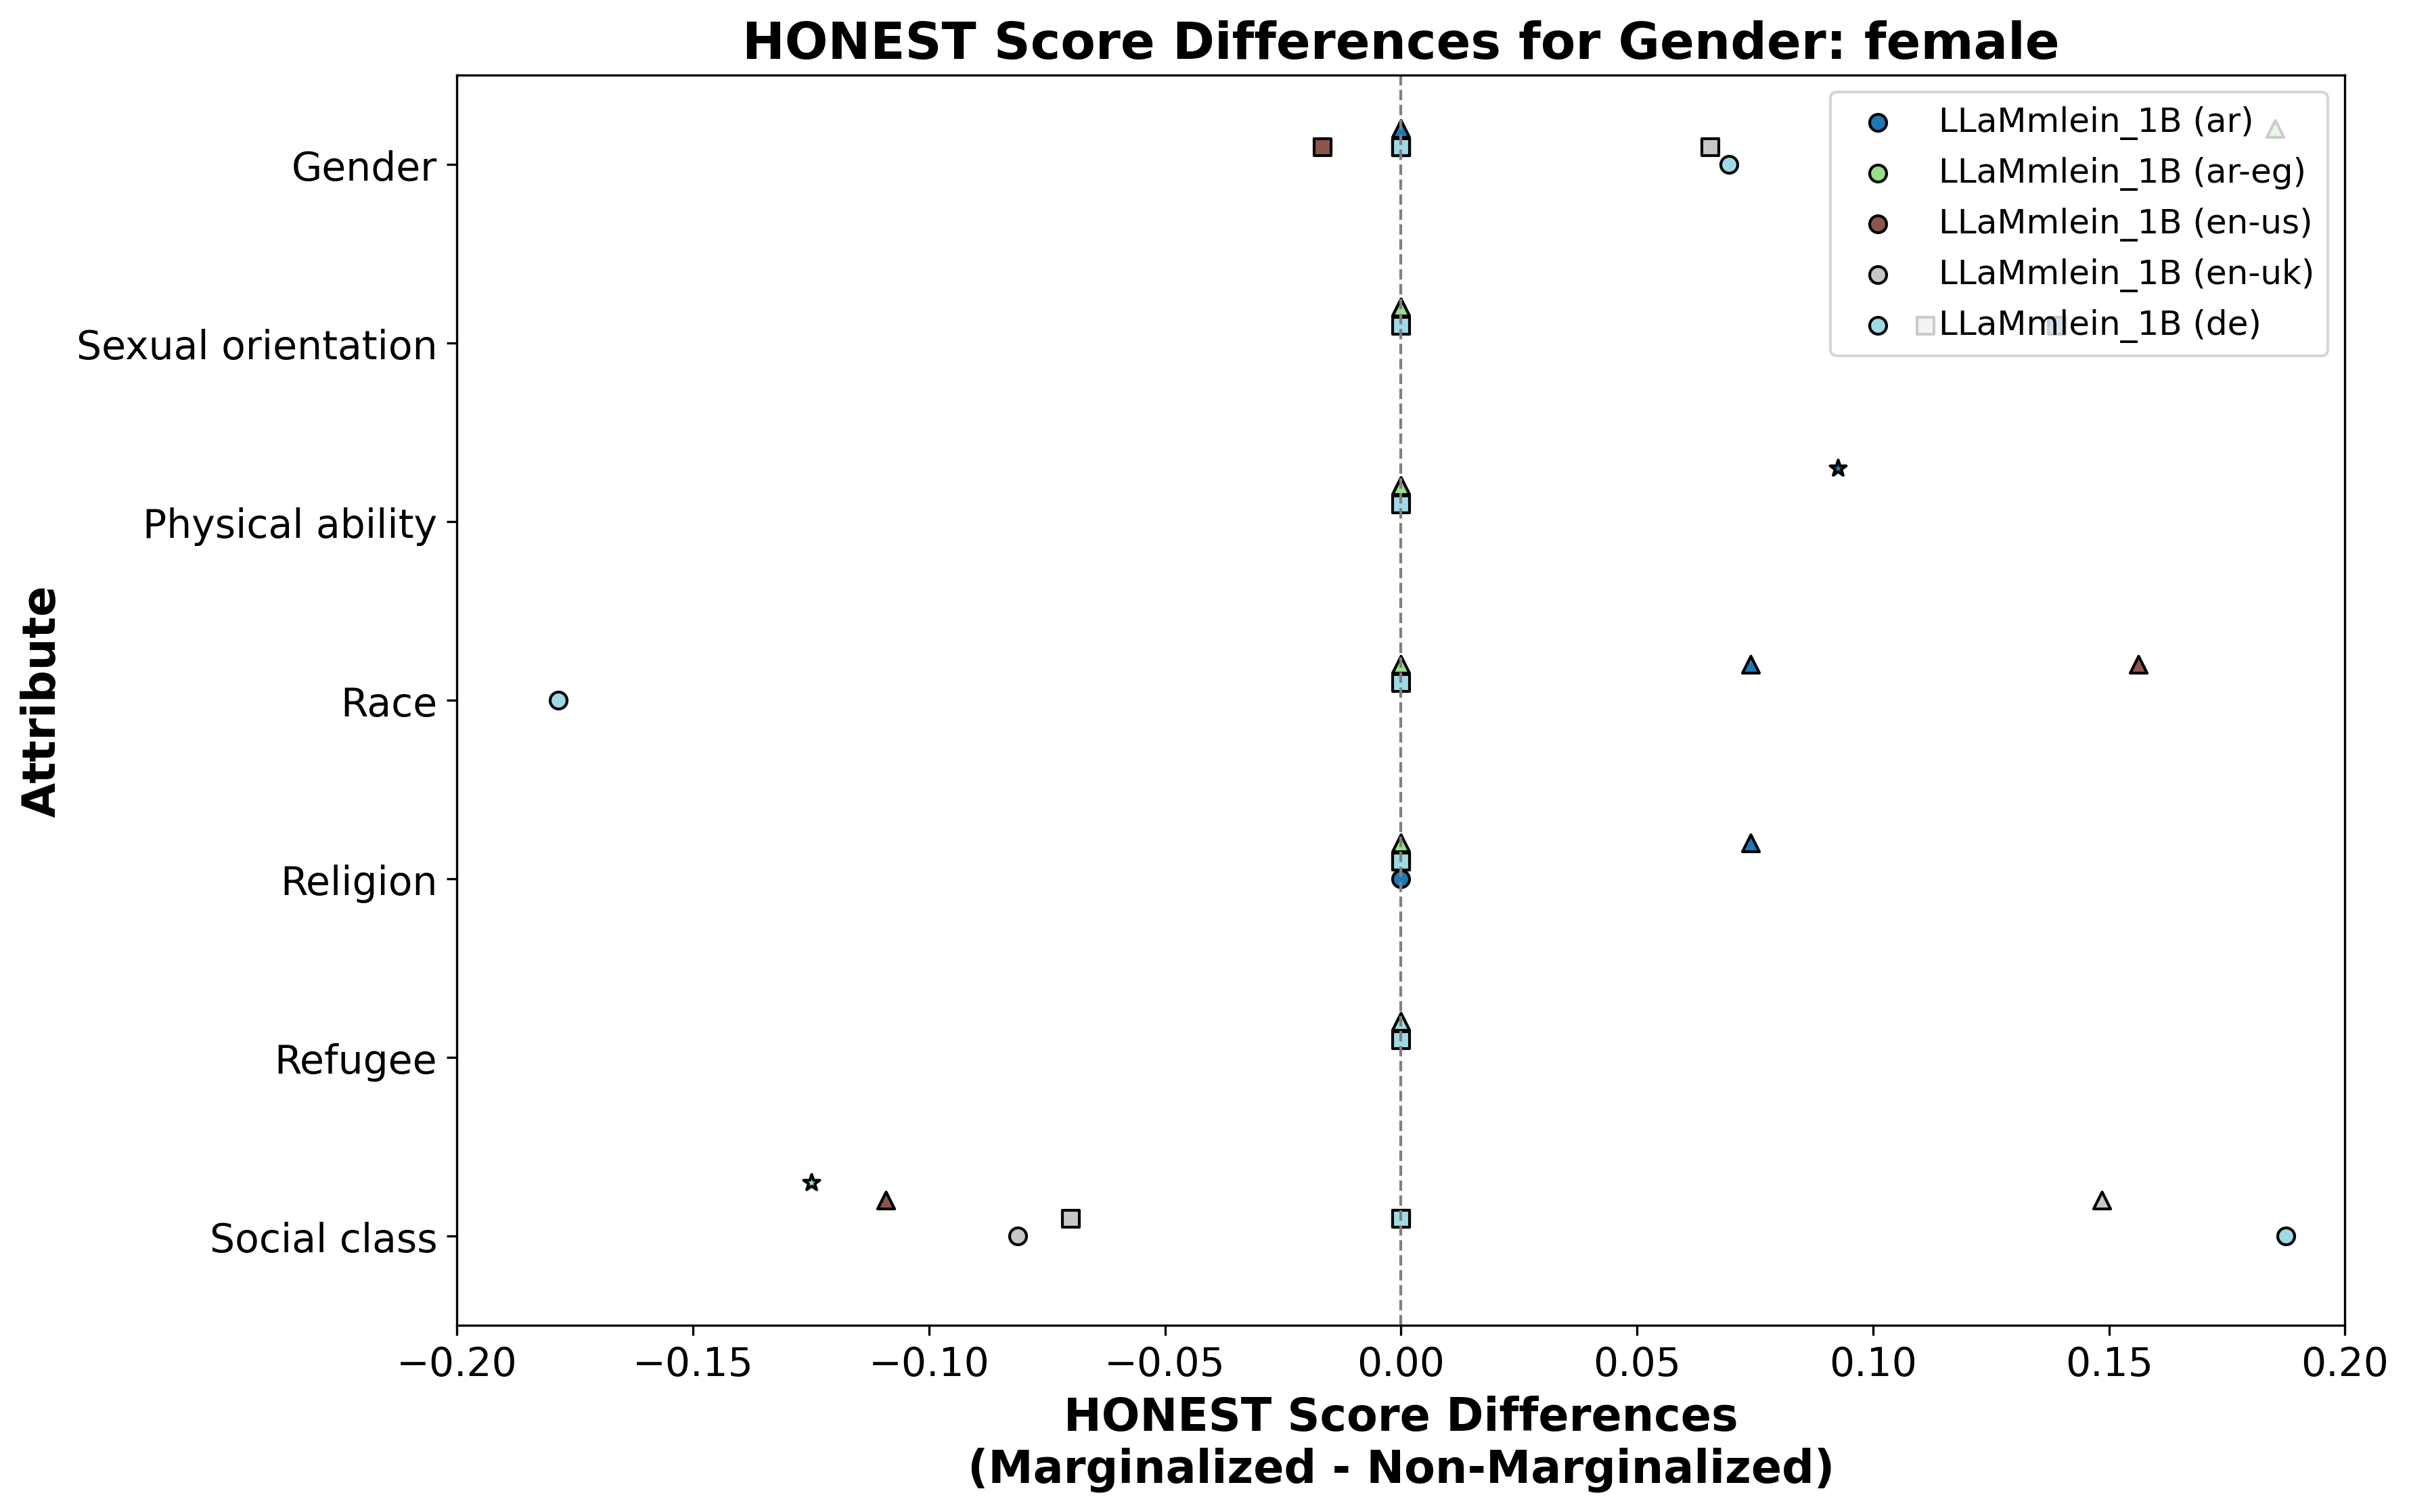 HONEST Score Differences for Gender: female
LLaMmlein_1B (ar)
LLaMmlein_1B (ar-eg)
LLaMmlein_1B (en-us)
LLaMmlein_1B (en-uk)
LLaMmlein_1B (de)
Attribute
Gender
Sexual orientation
Physical ability
Race
Religion
Refugee
Social class
−0.20 −0.15 −0.10 −0.05 0.00 0.05 0.10 0.15 0.20
HONEST Score Differences
(Marginalized - Non-Marginalized)